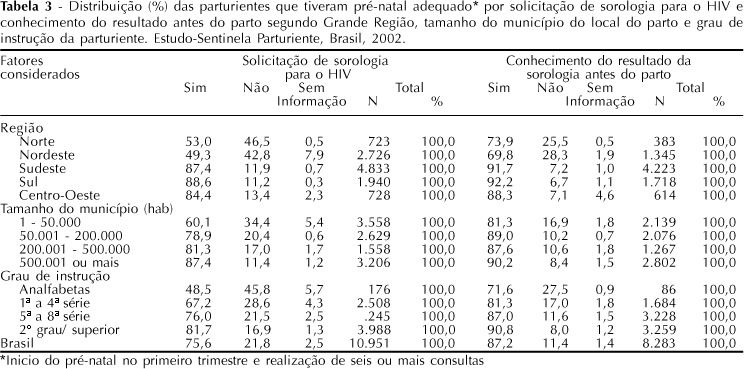 Tabela 3 - Distribuição (%) das parturientes que tiveram pré-natal adequado* por solicitação de sorologia para o HIV e
conhecimento do resultado antes do parto segundo Grande Região, tamanho do município do local do parto e grau de
instrução da parturiente. Estudo-Sentinela Parturiente, Brasil, 2002.
Fatores Solicitação de sorologia Conhecimento do resultado da
considerados para o HIV sorologia antes do parto
Sim Não Sem Total Sim Não Sem Total
Informação N % Informação N %
Região
Norte 53,0 46,5 0,5 723 100,0 73,9 25,5 0,5 383 100,0
Nordeste 49,3 42,8 7,9 2.726 100,0 69,8 28,3 1,9 1.345 100,0
Sudeste 87,4 11,9 0,7 4.833 100,0 91,7 7,2 1,0 4.223 100,0
Sul 88,6 11,2 0,3 1.940 100,0 92,2 6,7 1,1 1.718 100,0
Centro-Oeste 84,4 13,4 2,3 728 100,0 88,3 7,1 4,6 614 100,0
Tamanho do município (hab)
1 - 50.000 60,1 34,4 5,4 3.558 100,0 81,3 16,9 1,8 2.139 100,0
50.001 - 200.000 78,9 20,4 0,6 2.629 100,0 89,0 10,2 0,7 2.076 100,0
200.001 - 500.000 81,3 17,0 1,7 1.558 100,0 87,6 10,6 1,8 1.267 100,0
500.001 ou mais 87,4 11,4 1,2 3.206 100,0 90,2 8,4 1,5 2.802 100,0
Grau de instrução
Analfabetas 48,5 45,8 5,7 176 100,0 71,6 27,5 0,9 86 100,0
1ª a 4ª série 67,2 28,6 4,3 2.508 100,0 81,3 17,0 1,8 1.684 100,0
5ª a 8ª série 76,0 21,5 2,5 .245 100,0 87,0 11,6 1,5 3.228 100,0
2º grau/ superior 81,7 16,9 1,3 3.988 100,0 90,8 8,0 1,2 3.259 100,0
Brasil 75,6 21,8 2,5 10.951 100,0 87,2 11,4 1,4 8.283 100,0
*Inicio do pré-natal no primeiro trimestre e realização de seis ou mais consultas